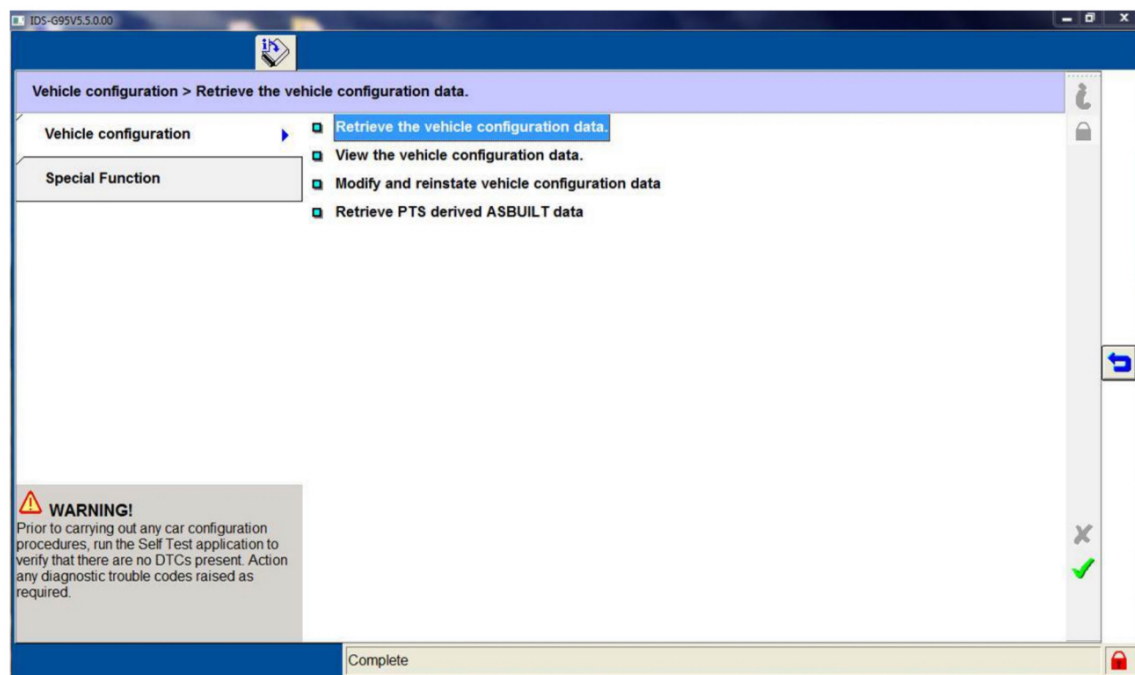 IDS-G95V5.5.0.00
Vehicle configuration > Retrieve the vehicle configuration data.
Vehicle configuration
Special Function
Retrieve the vehicle configuration data.
View the vehicle configuration data.
Modify and reinstate vehicle configuration data
Retrieve PTS derived ASBUILT data
WARNING!
Prior to carrying out any car configuration
procedures, run the Self Test application to
verify that there are no DTCs present. Action
any diagnostic trouble codes raised as
required.
Complete